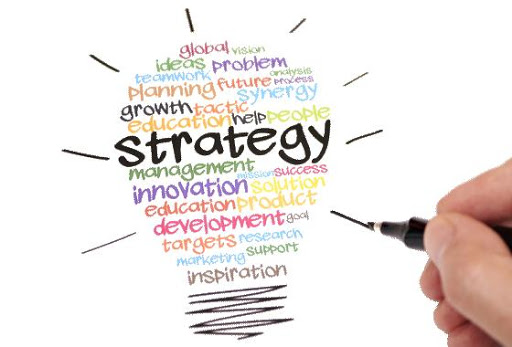 global vision
ideas problem
teamwork analysis
planning future process
synergy
growth tactic
education help people
strategy
management mission success
innovation solution
education product
development goal
targets research
marketing support
inspiration